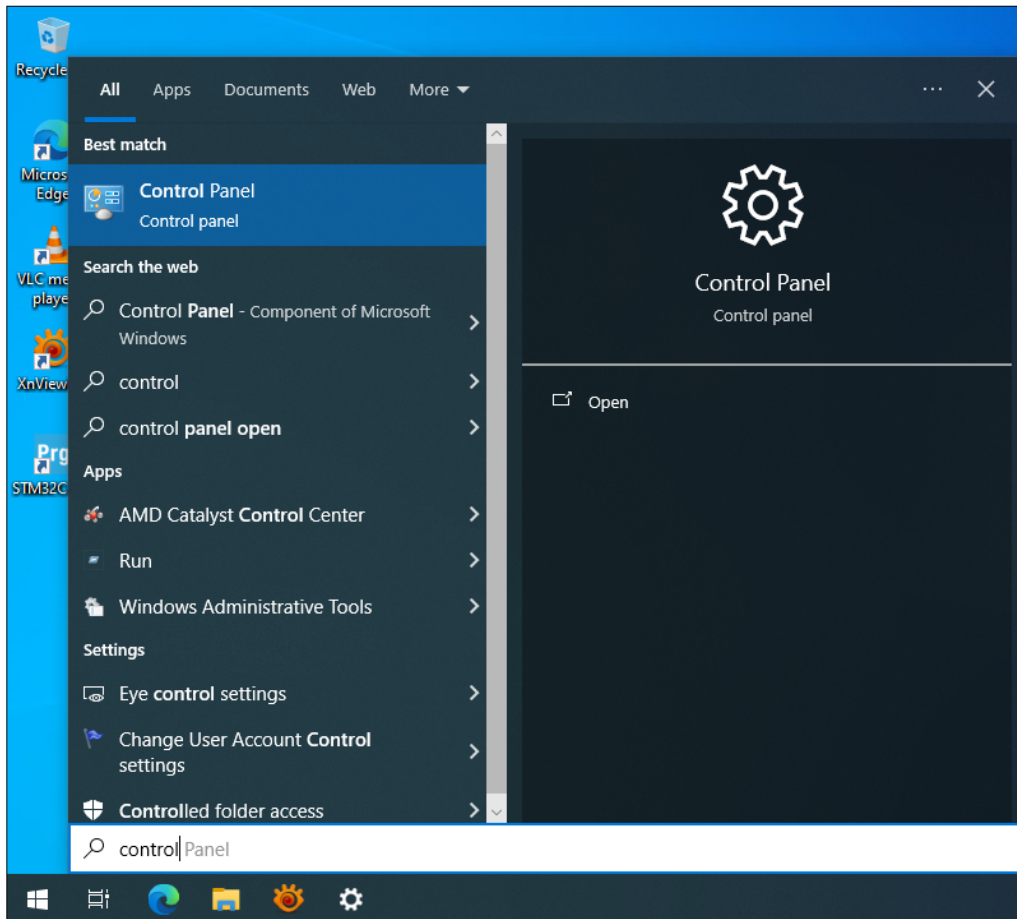 Recycle
Micros
Edge
VLC me
playe
XnView
Prg
STM32C
All Apps Documents Web More
Best match
Control Panel
Control panel
Search the web
Control Panel - Component of Microsoft
Windows
control
control panel open
Apps
AMD Catalyst Control Center
Run
Windows Administrative Tools
Settings
Eye control settings
Change User Account Control
settings
Controlled folder access
control Panel
Control Panel
Control panel
Open